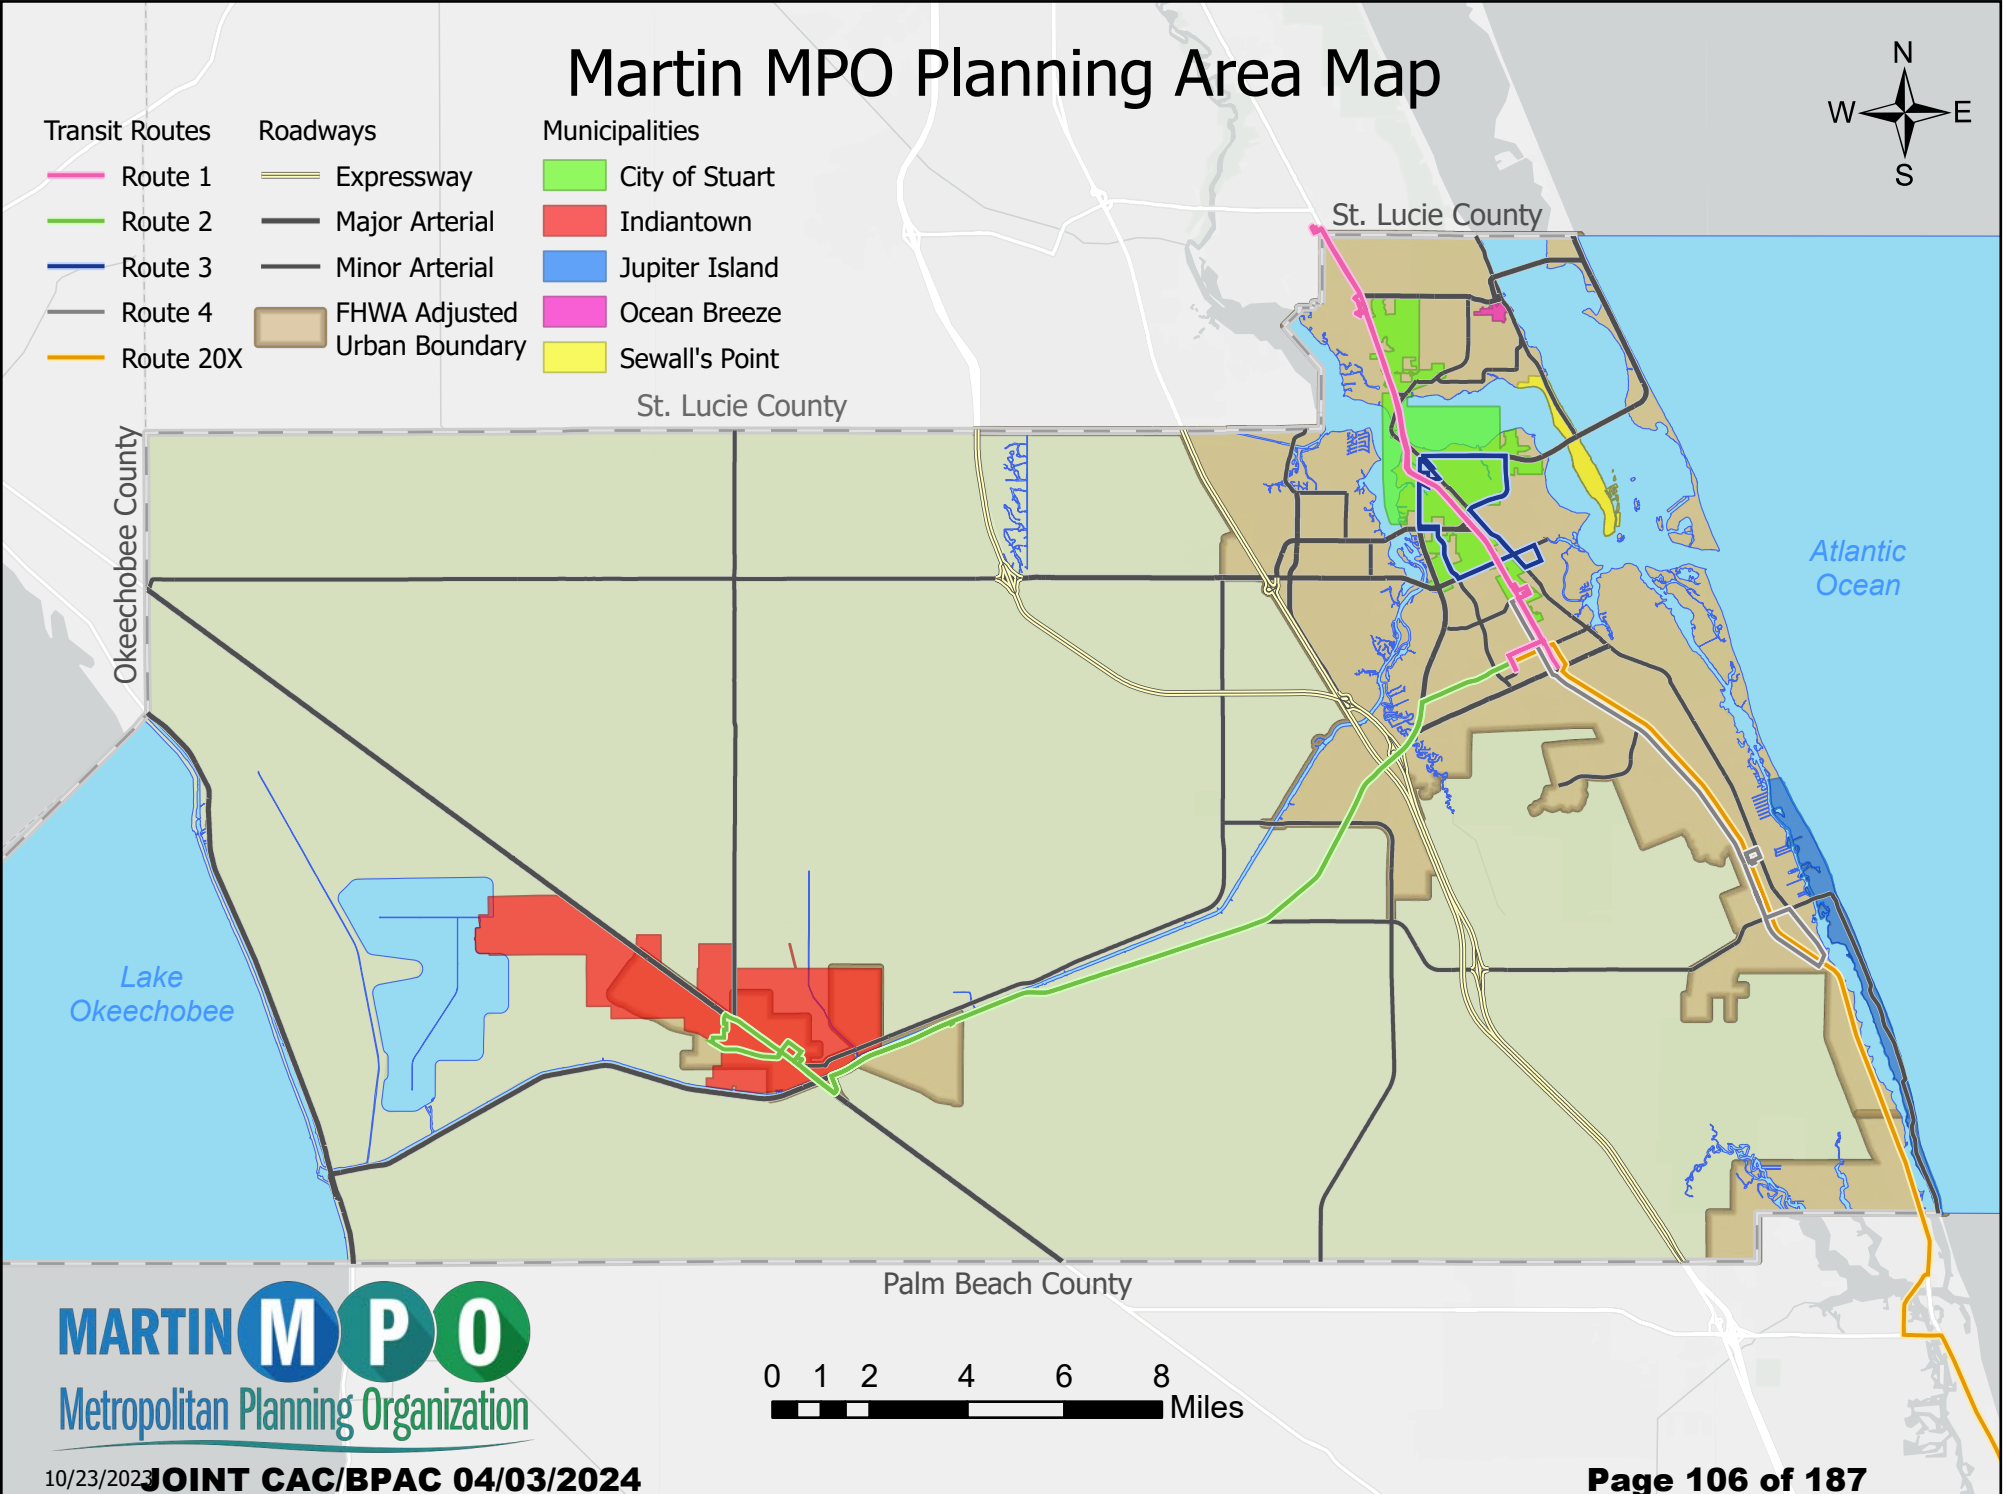 Martin MPO Planning Area Map
N
W E
S
Transit Routes
Route 1
Route 2
Route 3
Route 4
Route 20X
Roadways
Expressway
Major Arterial
Minor Arterial
FHWA Adjusted
Urban Boundary
Municipalities
City of Stuart
Indiantown
Jupiter Island
Ocean Breeze
Sewall's Point
St. Lucie County
St. Lucie County
Okeechobee County
Atlantic
Ocean
Lake
Okeechobee
Palm Beach County
MARTIN M P O
Metropolitan Planning Organization
0 1 2 4 6 8
Miles
10/23/2023
JOINT CAC/BPAC 04/03/2024
Page 106 of 187